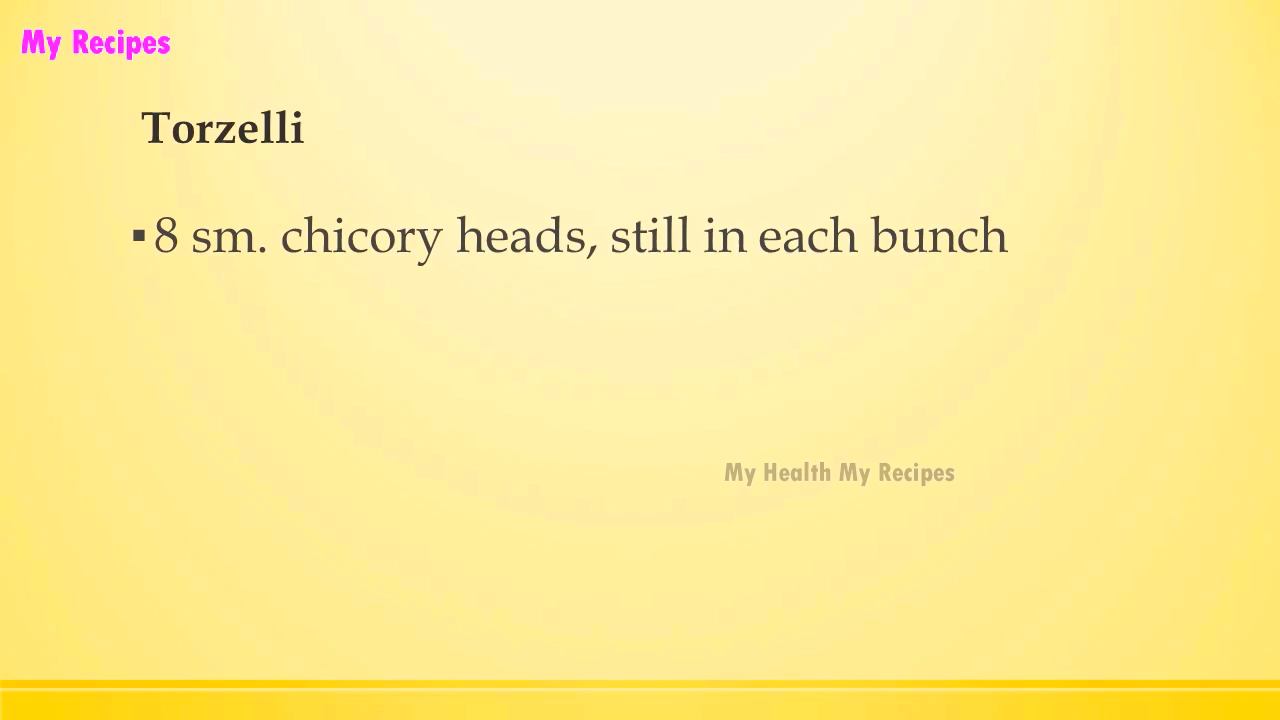 My Recipes
Torzelli
▪8 sm. chicory heads, still in each bunch
My Health My Recipes